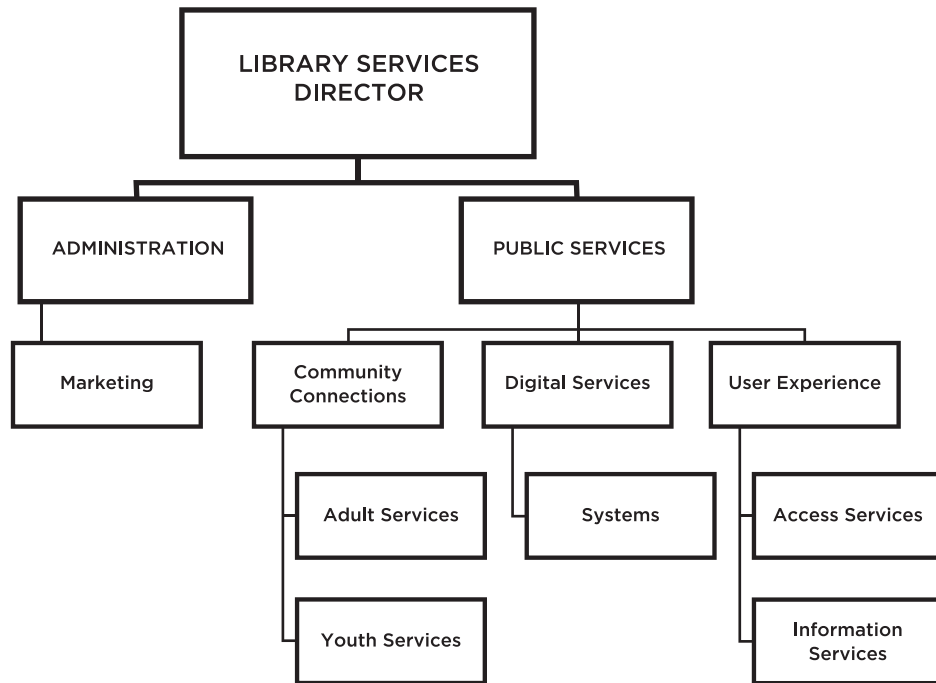 LIBRARY SERVICES
DIRECTOR
ADMINISTRATION
PUBLIC SERVICES
Marketing
Community
Connections
Digital Services
User Experience
Adult Services
Systems
Access Services
Youth Services
Information
Services